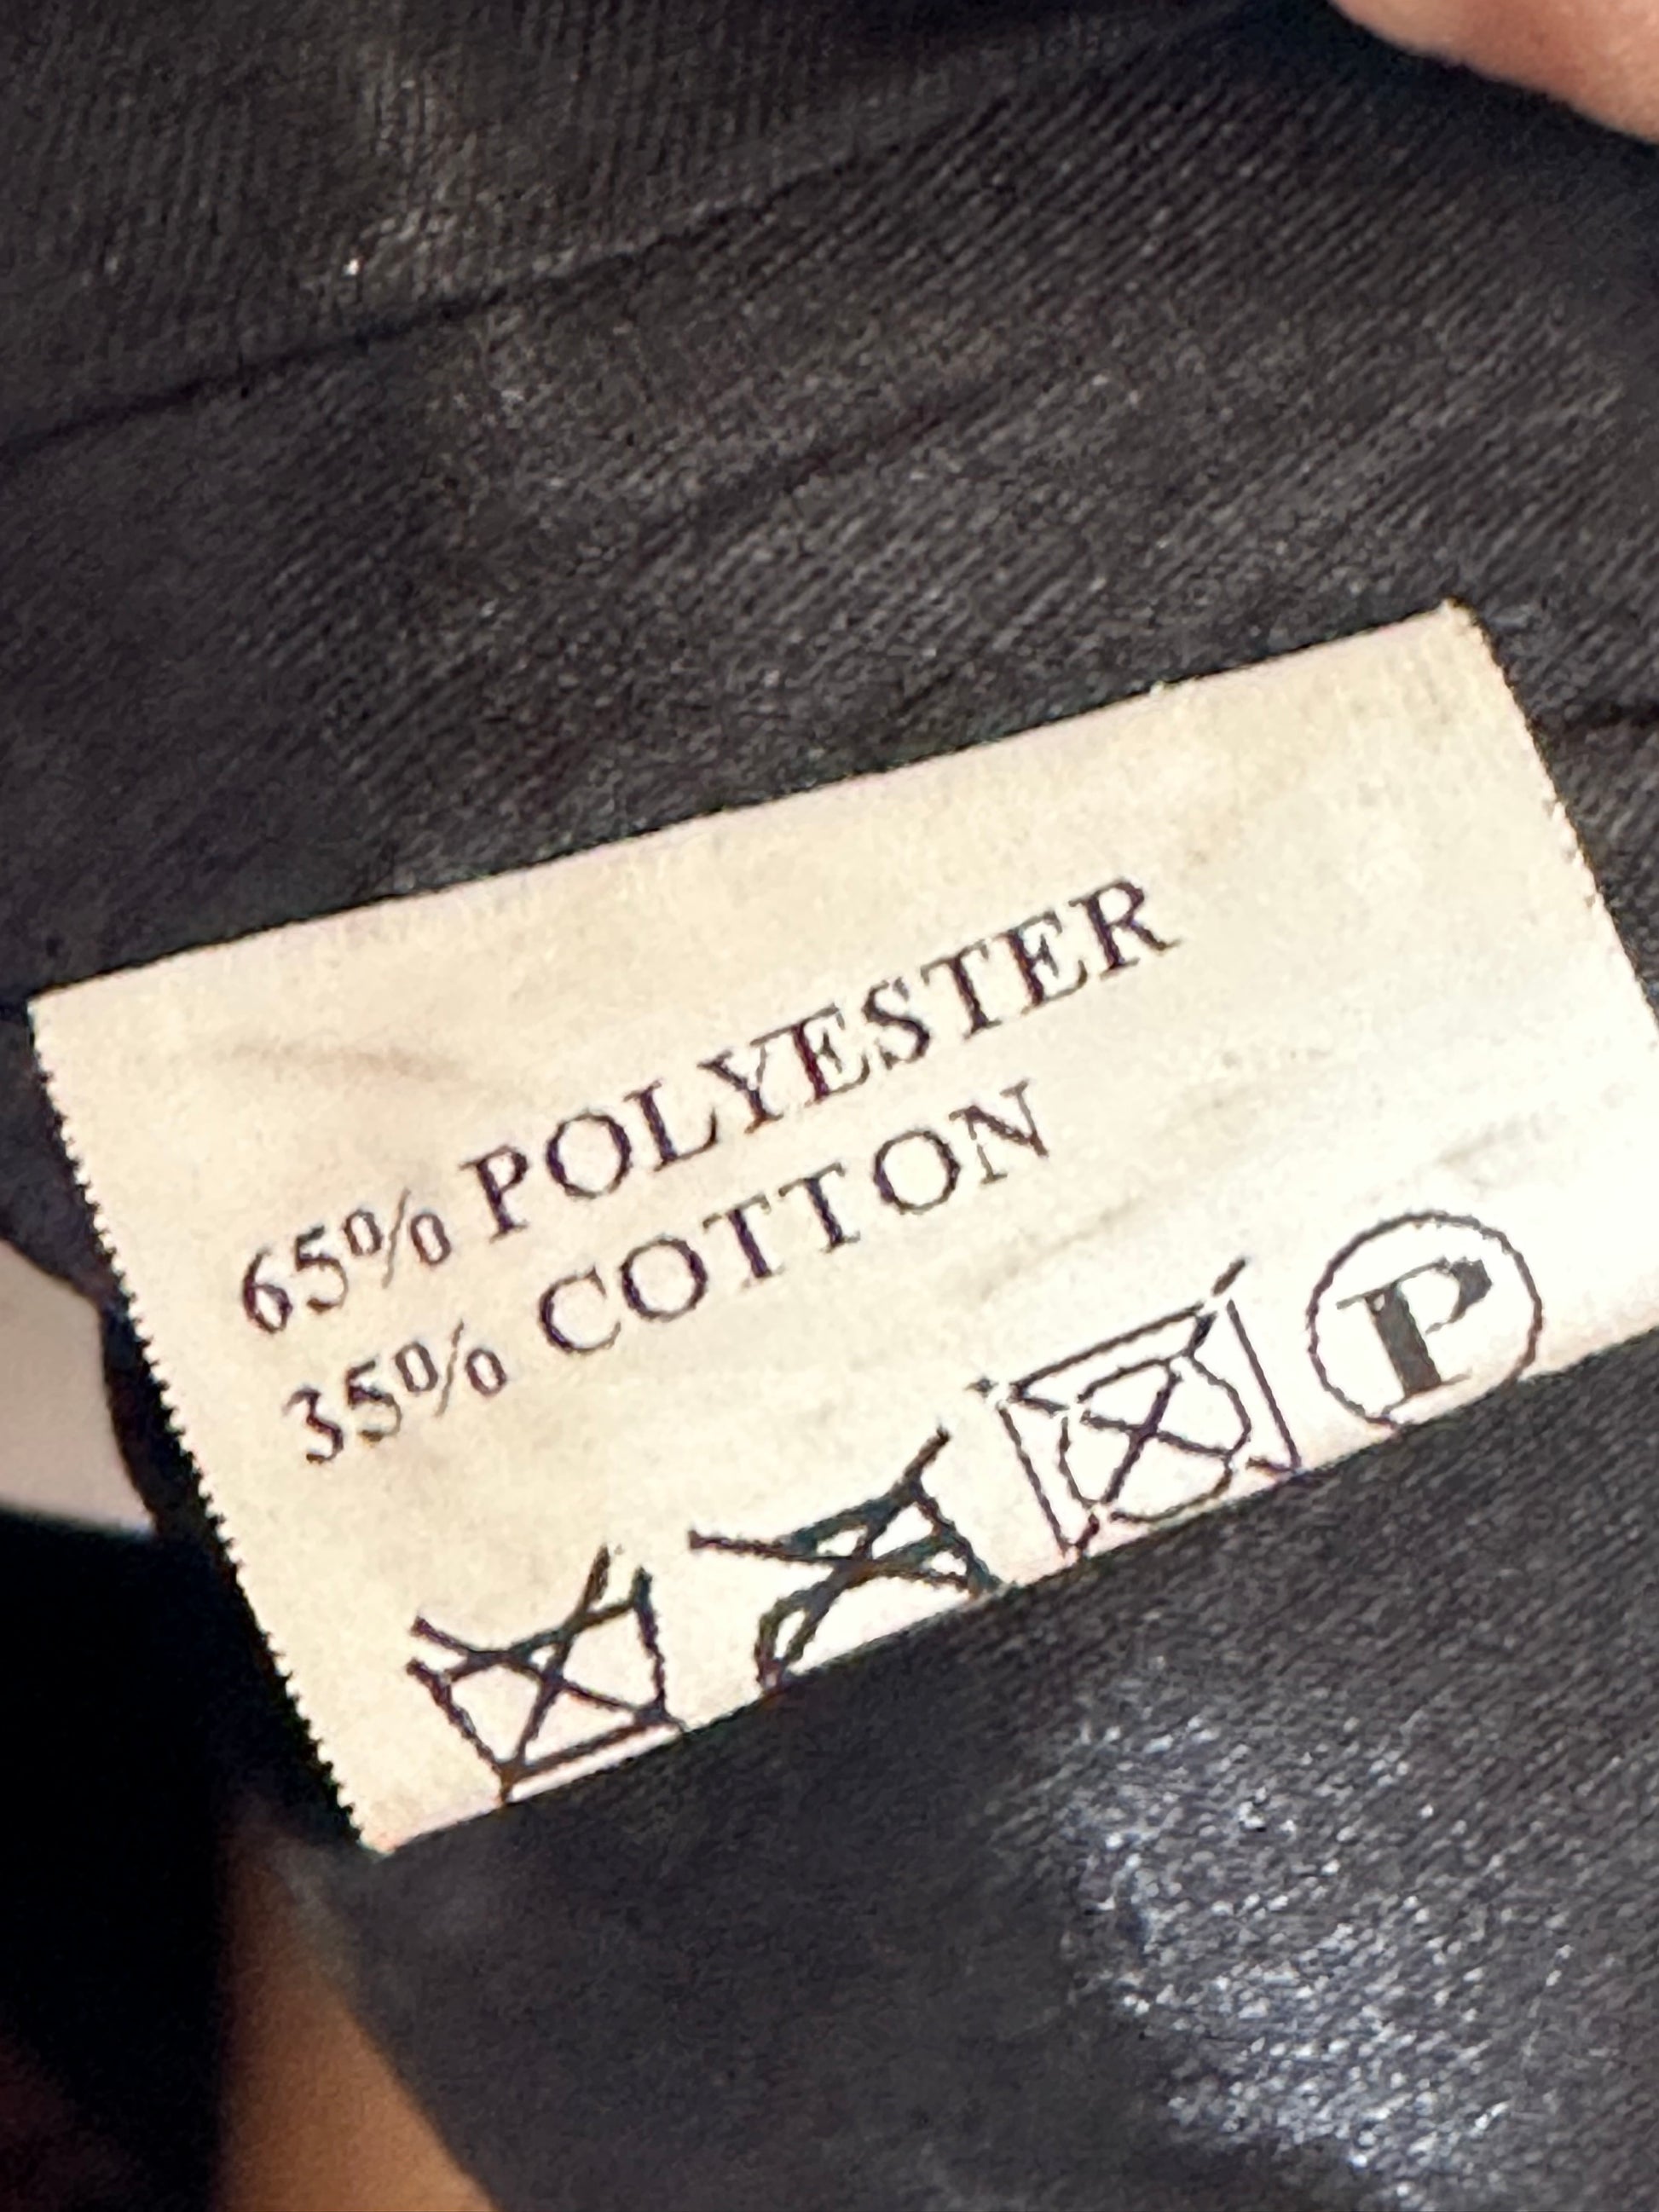 65% POLYESTER
35% COTTON
P